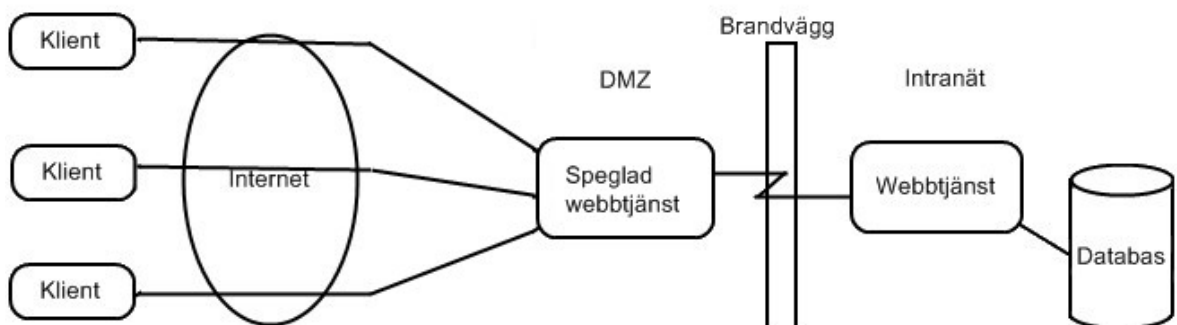 Klient
Brandvägg
DMZ
Intranät
Klient
Internet
Speglad
webbtjänst
Webbtjänst
Klient
Databas